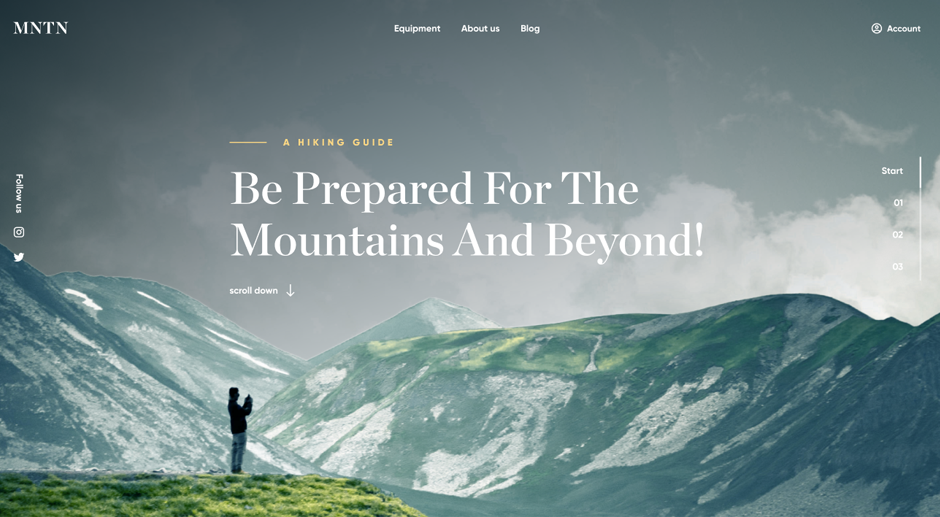 MNTN
Equipment
About us
Blog
Account
A HIKING GUIDE
Be Prepared For The
Mountains And Beyond!
scroll down
Follow us
Start
01
02
03